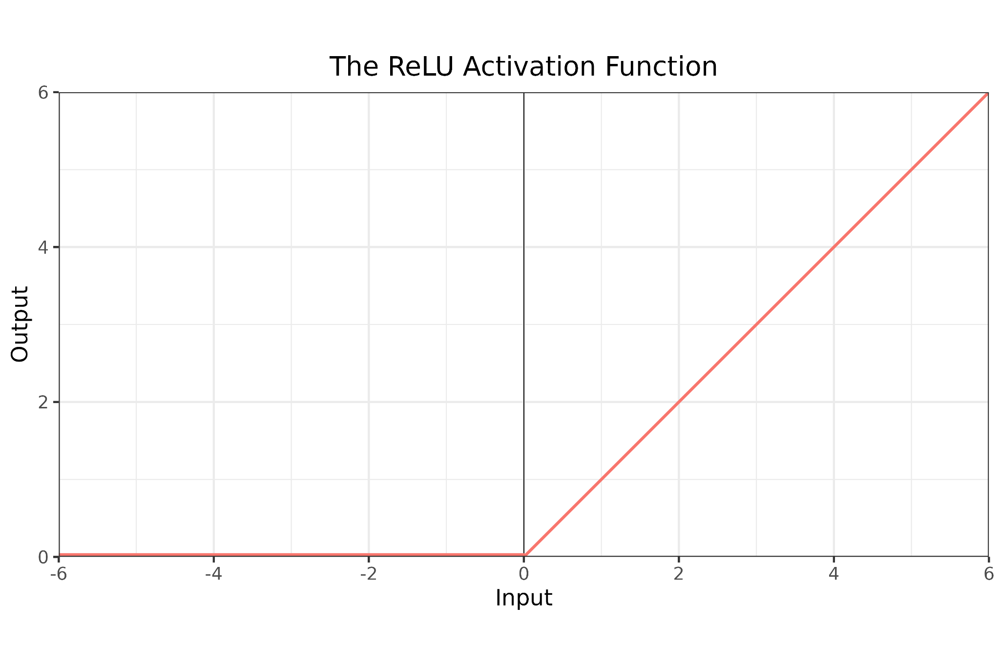 The ReLU Activation Function
6
4
2
0
Output
-6 -4 -2 0 2 4 6
Input